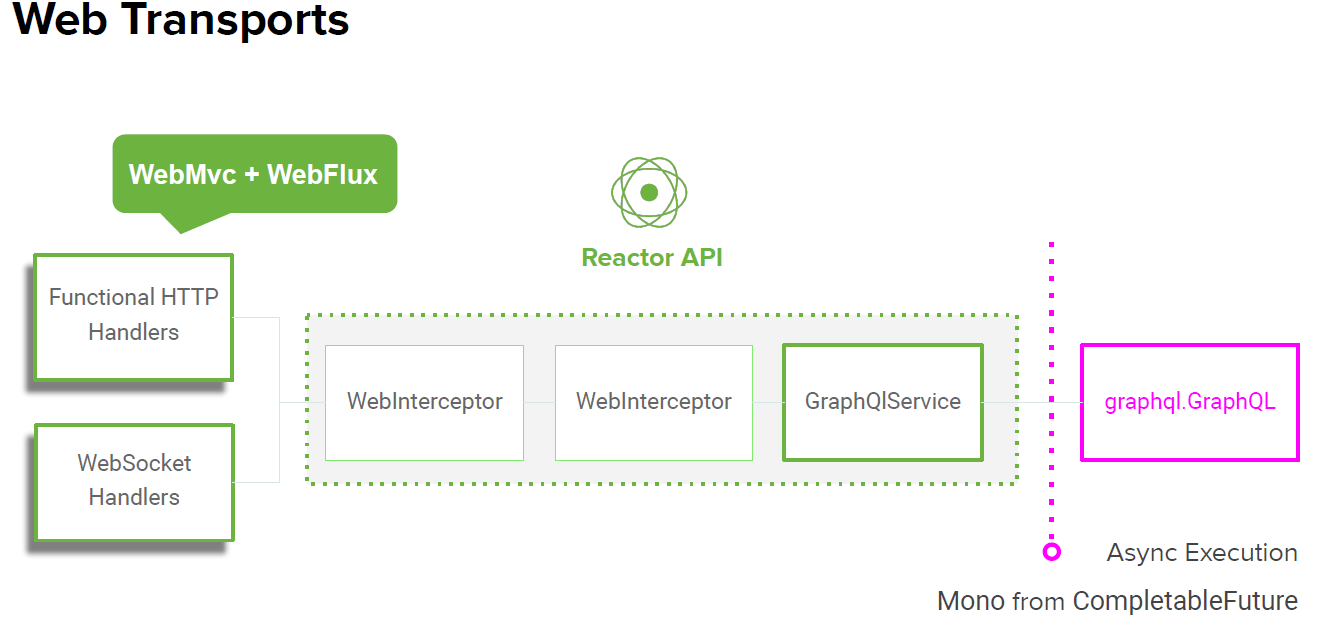 Web Transports
WebMvc + WebFlux
Reactor API
Functional HTTP
Handlers
WebSocket
Handlers
WebInterceptor
WebInterceptor
GraphQlService
graphql.GraphQL
Async Execution
Mono from CompletableFuture